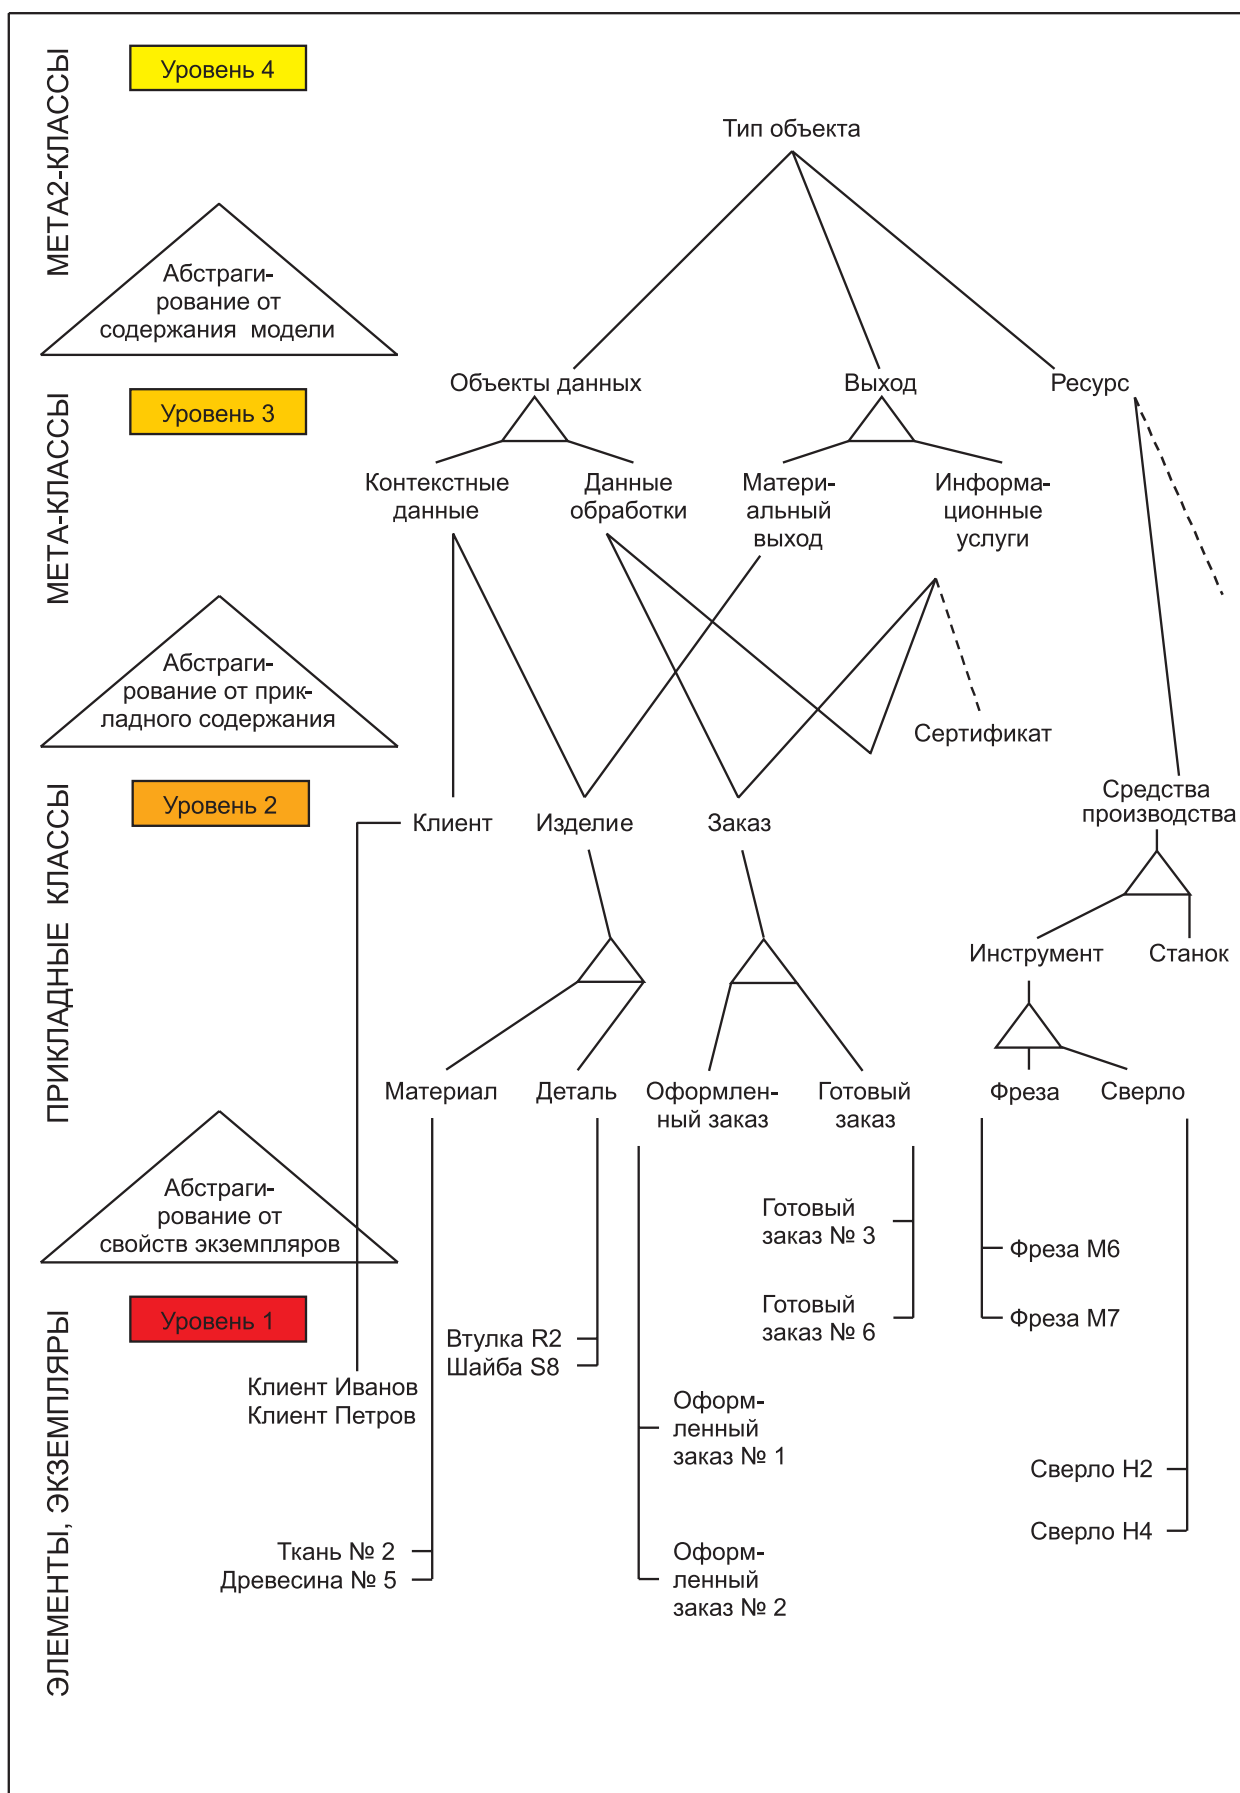 МЕТА2-КЛАССЫ
Уровень 4
Тип объекта
Абстраги-
рование от
содержания модели
МЕТА-КЛАССЫ
Уровень 3
Объекты данных
Выход
Ресурс
Контекстные
данные
Данные
обработки
Матери-
альный
выход
Информа-
ционные
услуги
Абстраги-
рование от прик-
ладного содержания
Сертификат
ПРИКЛАДНЫЕ КЛАССЫ
Уровень 2
Клиент
Изделие
Заказ
Средства
производства
Инструмент
Станок
Материал
Деталь
Оформлен-
ный заказ
Готовый
заказ
Фреза
Сверло
Абстраги-
рование от
свойств экземпляров
Готовый
заказ № 3
Фреза М6
ЭЛЕМЕНТЫ, ЭКЗЕМПЛЯРЫ
Уровень 1
Готовый
заказ № 6
Фреза М7
Втулка R2
Шайба S8
Клиент Иванов
Клиент Петров
Оформ-
ленный
заказ № 1
Сверло Н2
Сверло Н4
Ткань № 2
Древесина № 5
Оформ-
ленный
заказ № 2